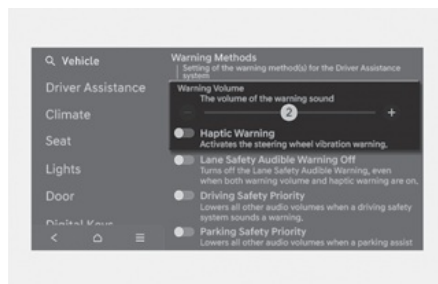 Vehicle
Driver Assistance
Climate
Seat
Lights
Door
Digital Keys
Warning Methods
Setting of the warning method(s) for the Driver Assistance
system
Warning Volume
The volume of the warning sound
2
Haptic Warning
Activates the steering wheel vibration warning.
Lane Safety Audible Warning Off
Turns off the Lane Safety Audible Warning, even
when both warning volume and haptic warning are on.
Driving Safety Priority
Lowers all other audio volumes when a driving safety
system sounds a warning.
Parking Safety Priority
Lowers all other audio volumes when a parking assist